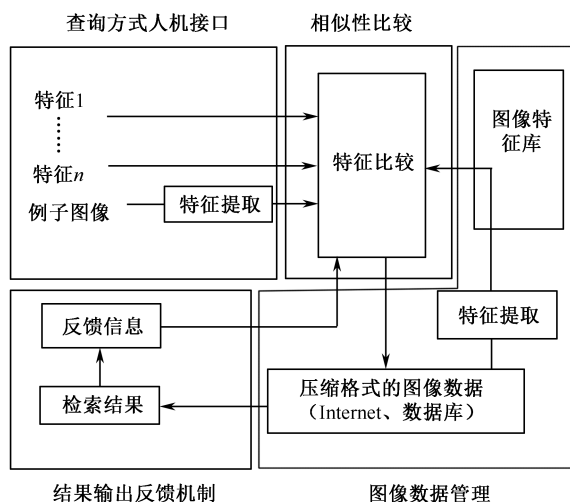 查询方式人机接口
相似性比较
特征1
特征n
例子图像
特征提取
特征比较
图像特
征库
反馈信息
特征提取
检索结果
压缩格式的图像数据
（Internet、数据库）
结果输出反馈机制
图像数据管理